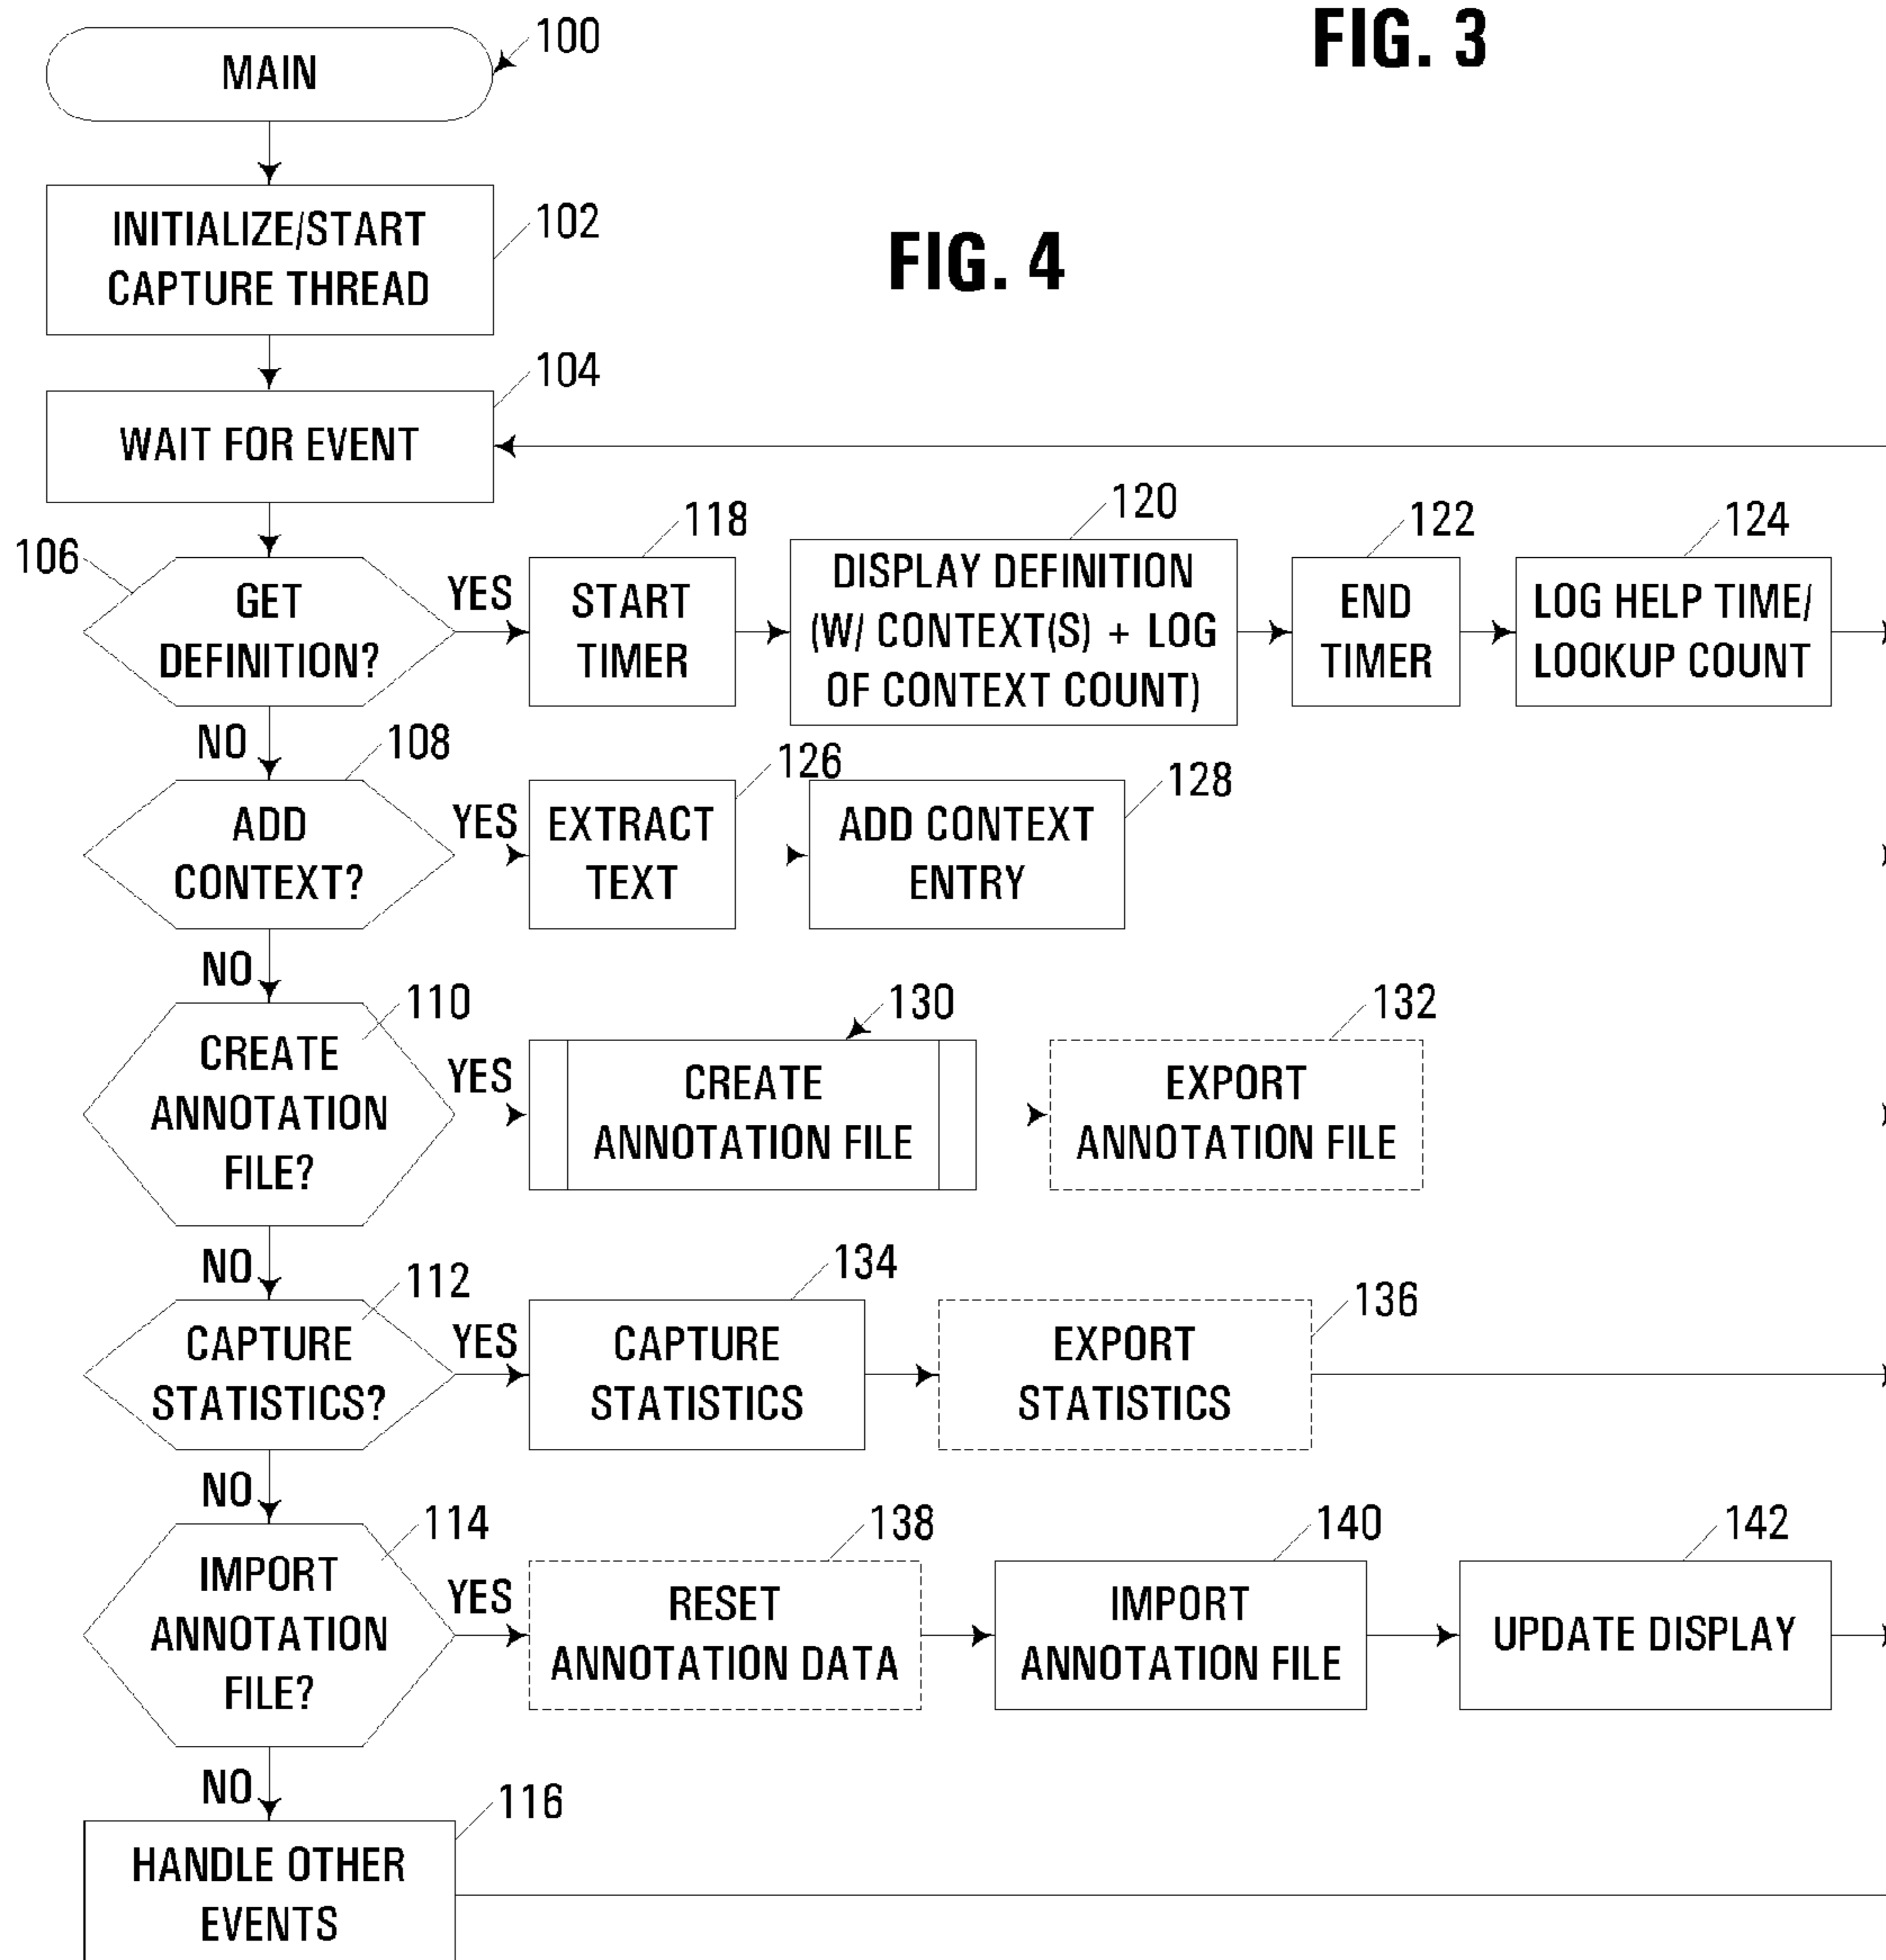 FIG. 3
MAIN
100
INITIALIZE/START
CAPTURE THREAD
102
FIG. 4
WAIT FOR EVENT
104
106
GET
DEFINITION?
YES
NO
118
START
TIMER
120
DISPLAY DEFINITION
(W/ CONTEXT(S) + LOG
OF CONTEXT COUNT)
122
END
TIMER
124
LOG HELP TIME/
LOOKUP COUNT
108
ADD
CONTEXT?
YES
NO
126
EXTRACT
TEXT
128
ADD CONTEXT
ENTRY
110
CREATE
ANNOTATION
FILE?
YES
NO
130
CREATE
ANNOTATION FILE
132
EXPORT
ANNOTATION FILE
112
CAPTURE
STATISTICS?
YES
NO
134
CAPTURE
STATISTICS
136
EXPORT
STATISTICS
114
IMPORT
ANNOTATION
FILE?
YES
NO
138
RESET
ANNOTATION DATA
140
IMPORT
ANNOTATION FILE
142
UPDATE DISPLAY
116
HANDLE OTHER
EVENTS